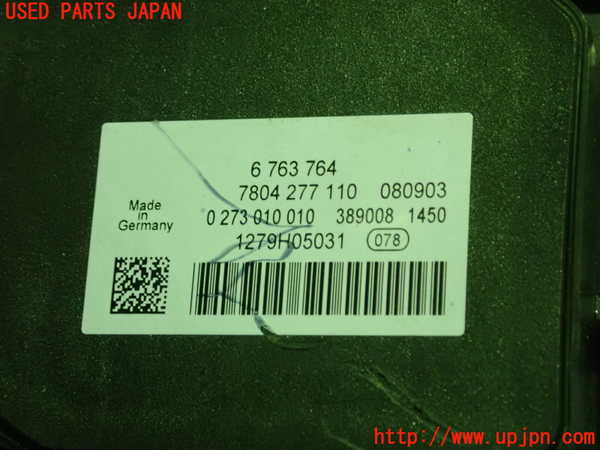 USED PARTS JAPAN
6 763 764
7804 277 110 080903
Made in Germany
0 273 010 010 389008 1450
1279H05031 078
http://www.upjpn.com/